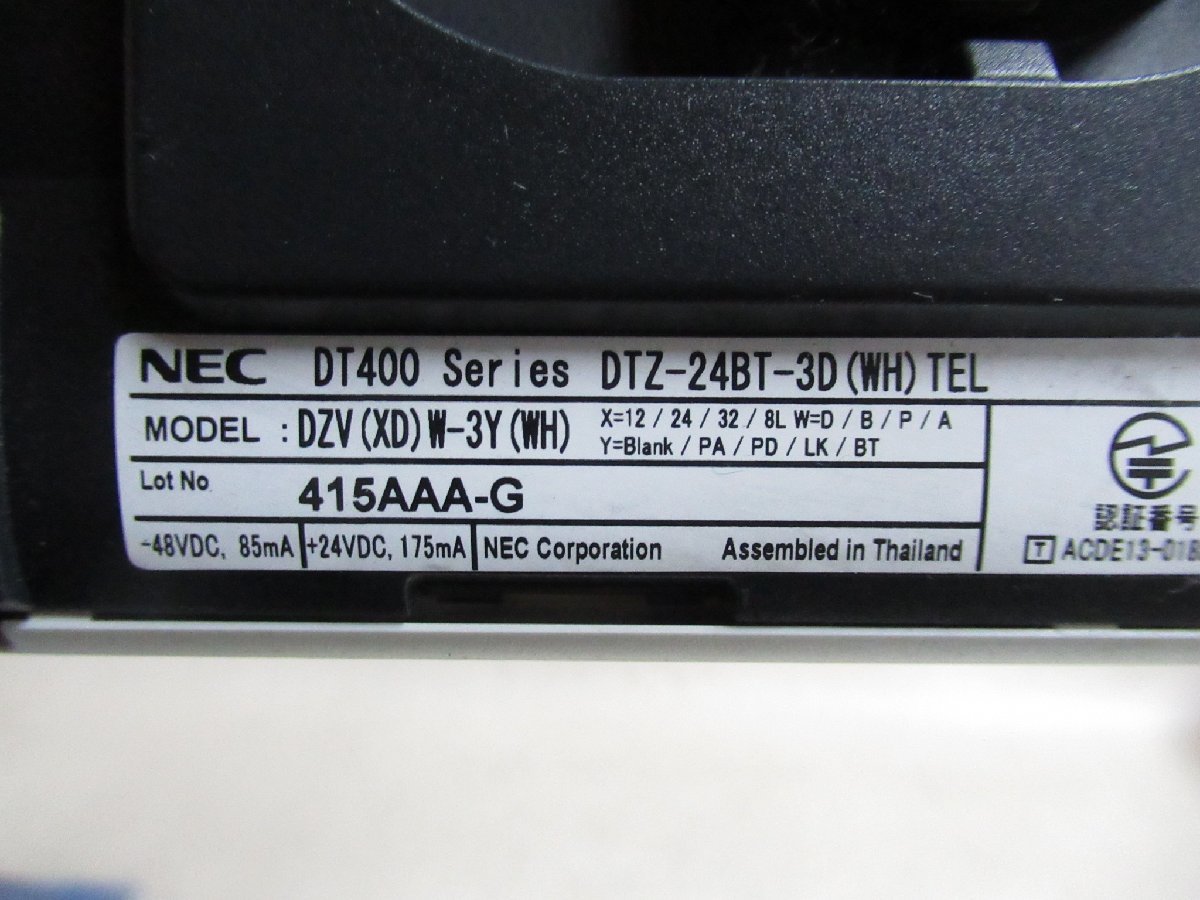 NEC DT400 Series DTZ-24BT-3D(WH)TEL
MODEL : DZV(XD)W-3Y(WH) X=12 / 24 / 32 / 8L W=D / B / P / A
Y=Blank / PA / PD / LK / BT
Lot No 415AAA-G
-48VDC, 85mA +24VDC, 175mA NEC Corporation Assembled in Thailand
認証番号
T